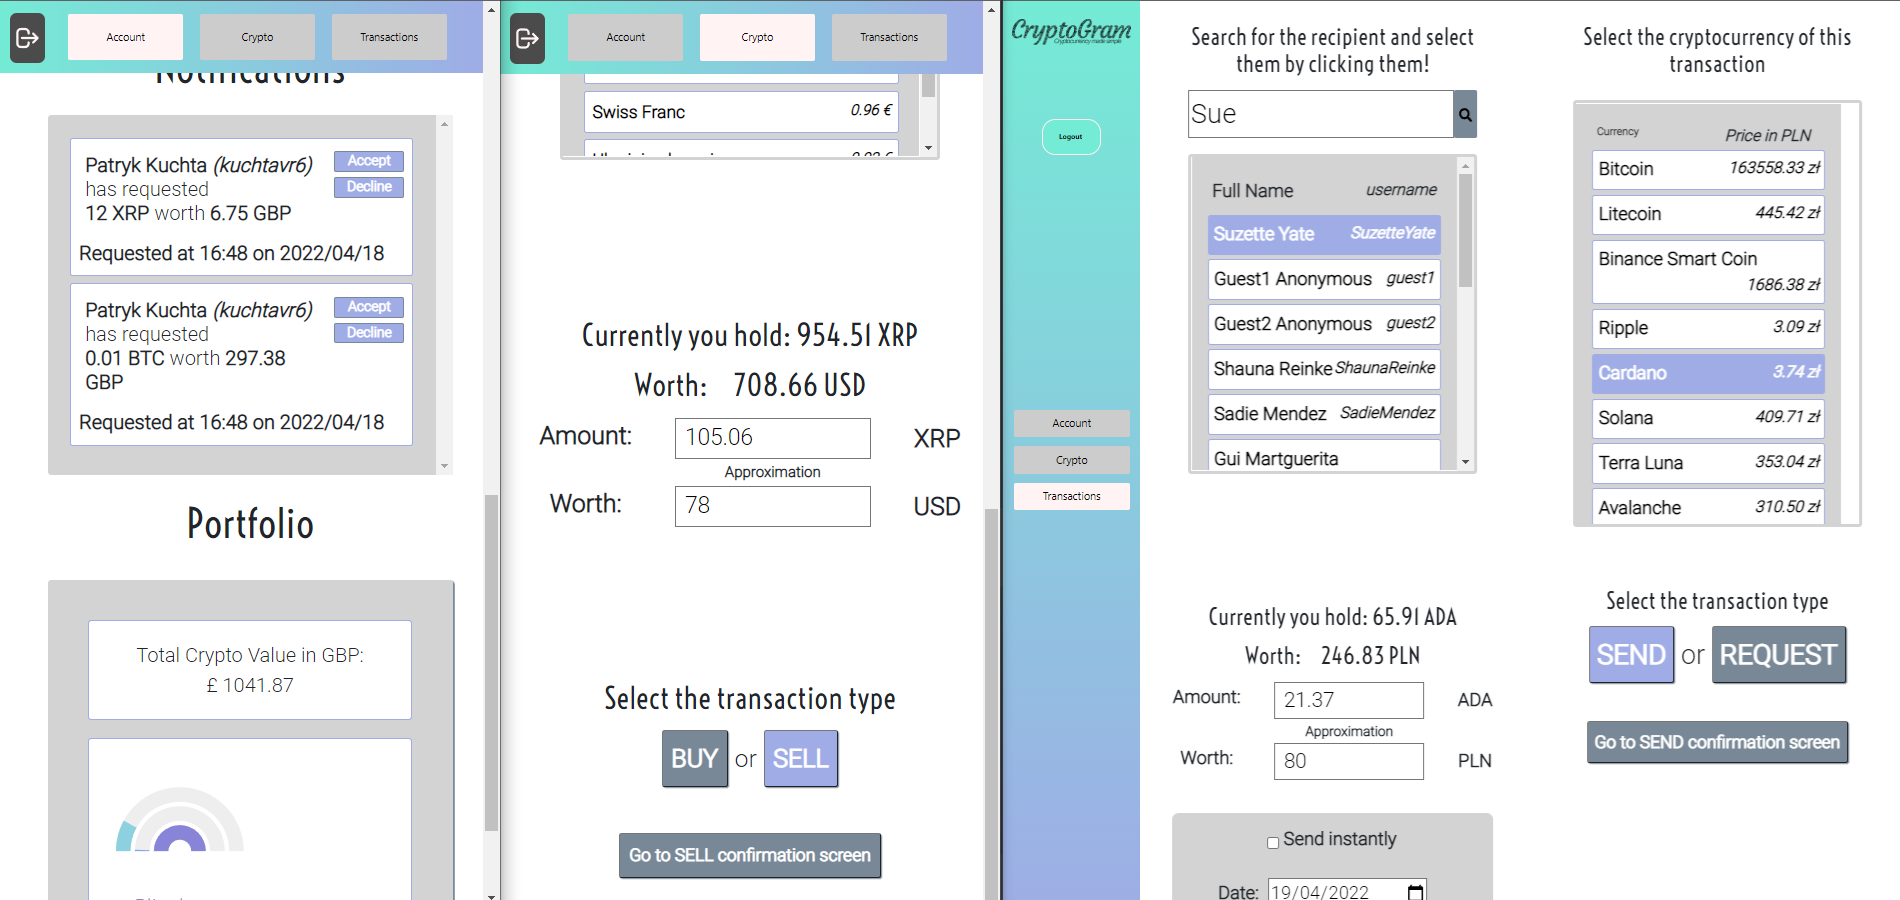 Account
Crypto
Transactions
Notifications
Patryk Kuchta (kuchtavr6)
has requested
12 XRP worth 6.75 GBP
Accept
Decline
Requested at 16:48 on 2022/04/18
Patryk Kuchta (kuchtavr6)
has requested
0.01 BTC worth 297.38
GBP
Accept
Decline
Requested at 16:48 on 2022/04/18
Portfolio
Total Crypto Value in GBP:
£ 1041.87
Account
Crypto
Transactions
Swiss Franc 0.96 €
Currently you hold: 954.51 XRP
Worth: 708.66 USD
Amount: 105.06 XRP
Approximation
Worth: 78 USD
Select the transaction type
BUY or SELL
Go to SELL confirmation screen
CryptoGram
Cryptocurrency made simple
Logout
Account
Crypto
Transactions
Search for the recipient and select
them by clicking them!
Sue
Full Name username
Suzette Yate SuzetteYate
Guest1 Anonymous guest1
Guest2 Anonymous guest2
Shauna Reinke ShaunaReinke
Sadie Mendez SadieMendez
Gui Martguerita
Currently you hold: 65.91 ADA
Worth: 246.83 PLN
Amount: 21.37 ADA
Approximation
Worth: 80 PLN
Send instantly
Date: 19/04/2022
Select the cryptocurrency of this
transaction
Currency Price in PLN
Bitcoin 163558.33 zł
Litecoin 445.42 zł
Binance Smart Coin
1686.38 zł
Ripple 3.09 zł
Cardano 3.74 zł
Solana 409.71 zł
Terra Luna 353.04 zł
Avalanche 310.50 zł
Select the transaction type
SEND or REQUEST
Go to SEND confirmation screen